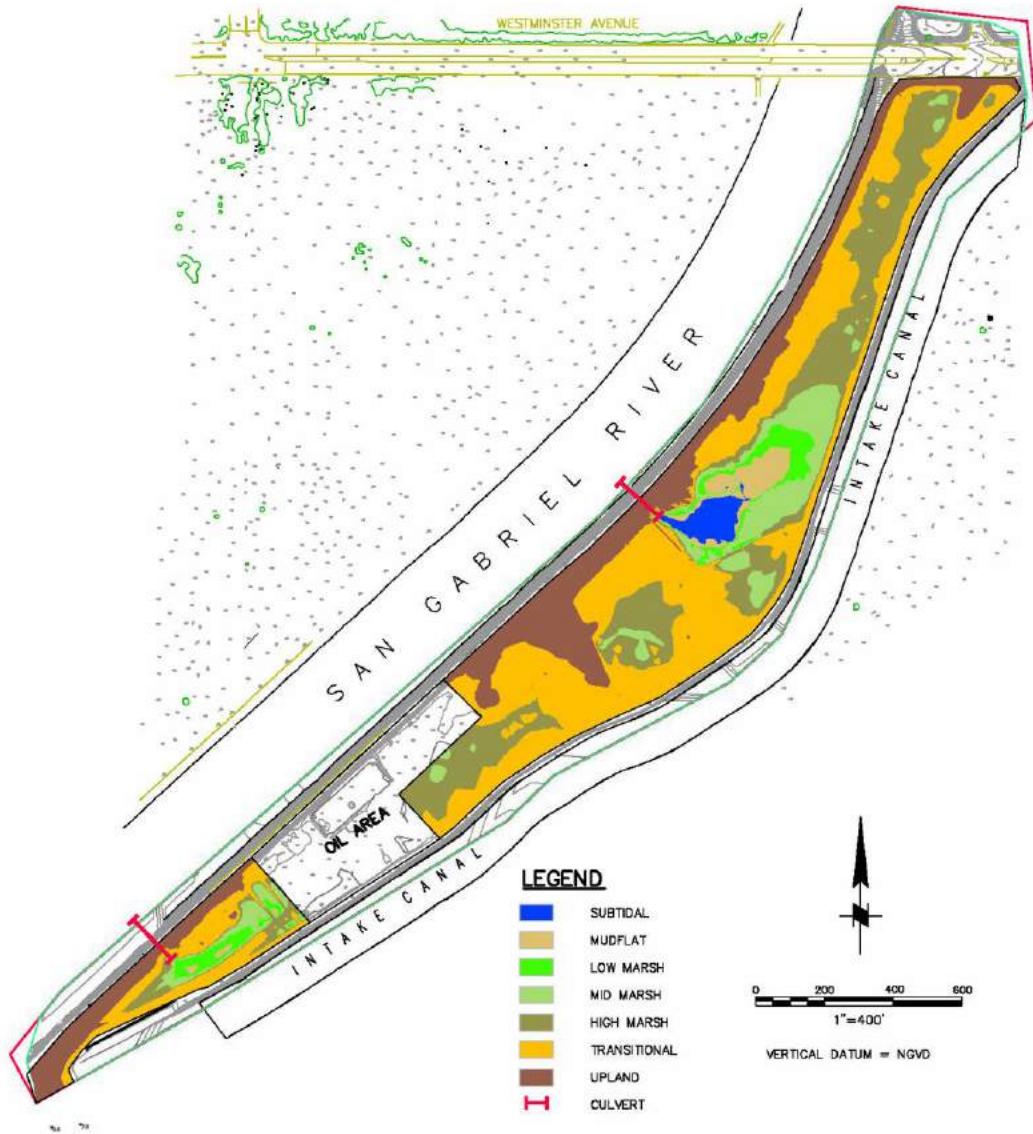 WESTMINSTER AVENUE
SAN GABRIEL RIVER
INTAKE CANAL
OIL AREA
INTAKE CANAL
LEGEND
SUBTIDAL
MUDFLAT
LOW MARSH
MID MARSH
HIGH MARSH
TRANSITIONAL
UPLAND
CULVERT
0 200 400 600
1"=400'
VERTICAL DATUM = NGVD